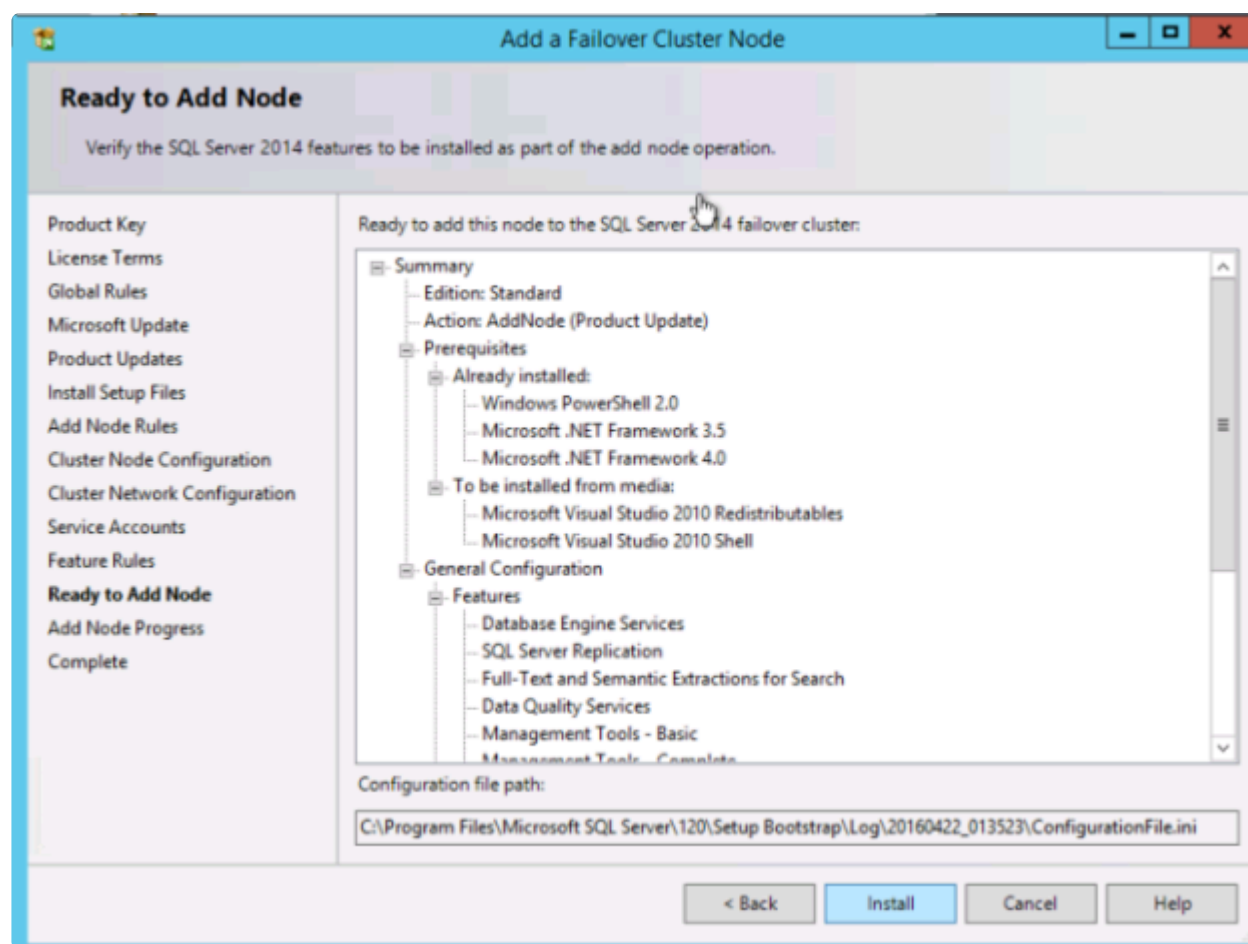 Add a Failover Cluster Node
Ready to Add Node
Verify the SQL Server 2014 features to be installed as part of the add node operation.
Product Key
License Terms
Global Rules
Microsoft Update
Product Updates
Install Setup Files
Add Node Rules
Cluster Node Configuration
Cluster Network Configuration
Service Accounts
Feature Rules
Ready to Add Node
Add Node Progress
Complete
Ready to add this node to the SQL Server 2014 failover cluster:
Summary
Edition: Standard
Action: AddNode (Product Update)
Prerequisites
Already installed:
Windows PowerShell 2.0
Microsoft .NET Framework 3.5
Microsoft .NET Framework 4.0
To be installed from media:
Microsoft Visual Studio 2010 Redistributables
Microsoft Visual Studio 2010 Shell
General Configuration
Features
Database Engine Services
SQL Server Replication
Full-Text and Semantic Extractions for Search
Data Quality Services
Management Tools - Basic
Management Tools - Complete
Configuration file path:
C:\Program Files\Microsoft SQL Server\120\Setup Bootstrap\Log\20160422_013523\ConfigurationFile.ini
< Back
Install
Cancel
Help